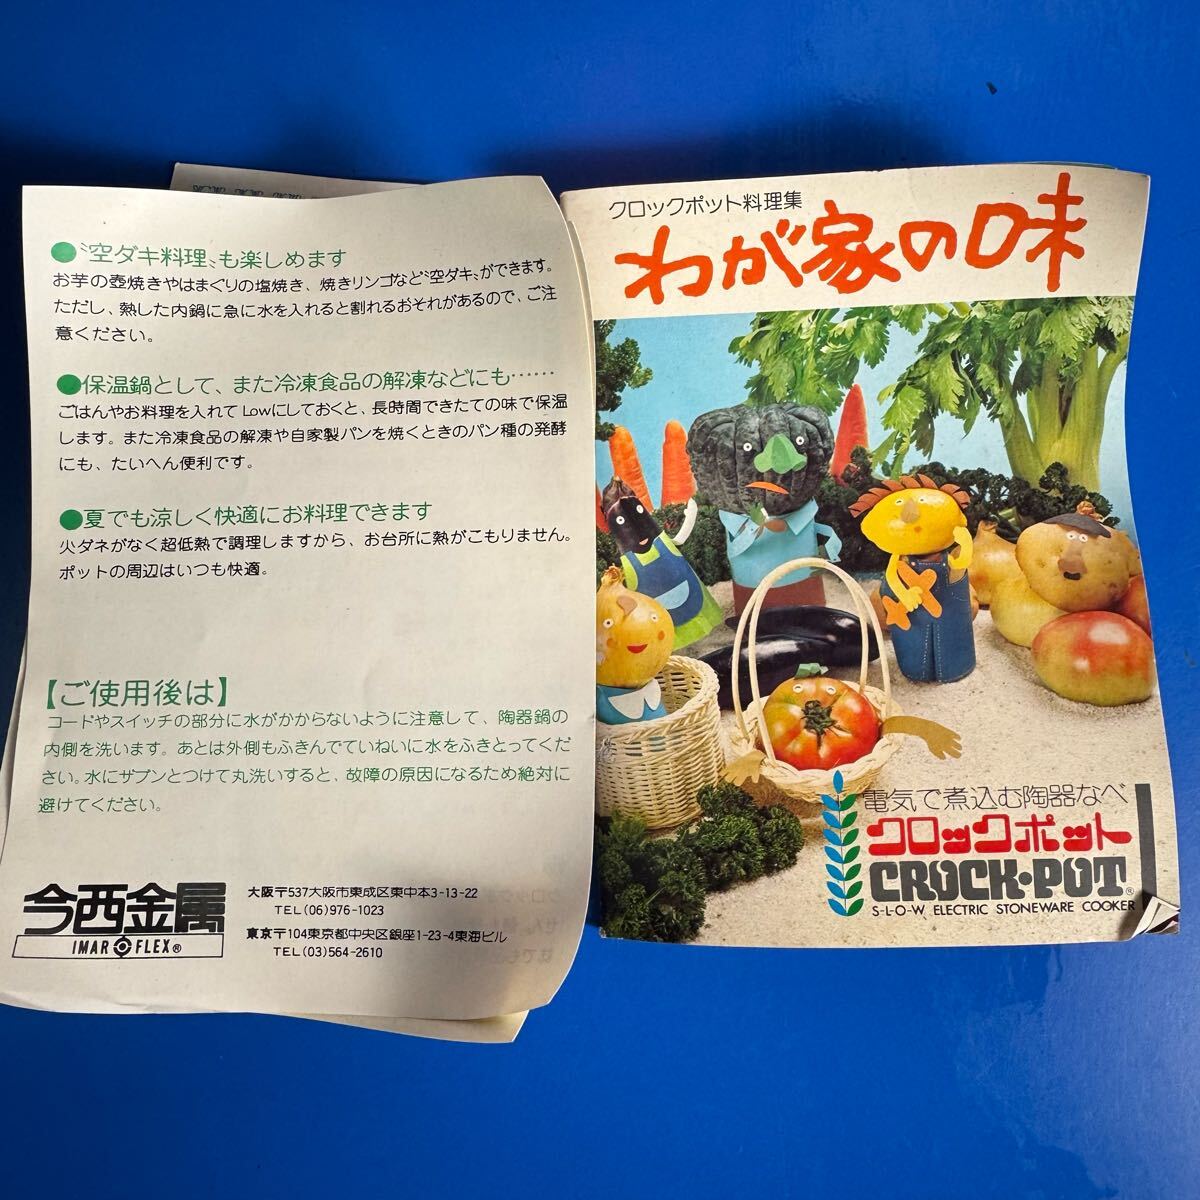 ●〝空ダキ料理〟も楽しめます
お芋の壺焼きやはまぐりの塩焼き、焼きリンゴなど〝空ダキ〟ができます。
ただし、熱した内鍋に急に水を入れると割れるおそれがあるので、ご注
意ください。
●保温鍋として、また冷凍食品の解凍などにも……
ごはんやお料理を入れてLowにしておくと、長時間できたての味で保温
します。また冷凍食品の解凍や自家製パンを焼くときのパン種の発酵
にも、たいへん便利です。
●夏でも涼しく快適にお料理できます
火ダネがなく超低熱で調理しますから、お台所に熱がこもりません。
ポットの周辺はいつも快適。
【ご使用後は】
コードやスイッチの部分に水がかからないように注意して、陶器鍋の
内側を洗います。あとは外側もふきんでていねいに水をふきとってくだ
さい。水にザブンとつけて丸洗いすると、故障の原因になるため絶対に
避けてください。
今西金属
IMARFLEX®
大阪〒537大阪市東成区東中本3-13-22
TEL(06)976-1023
東京〒104東京都中央区銀座1-23-4東海ビル
TEL(03)564-2610
クロックポット料理集
わが家の味
電気で煮込む陶器なべ
クロックポット
CROCK・POT®
S-L-O-W ELECTRIC STONEWARE COOKER